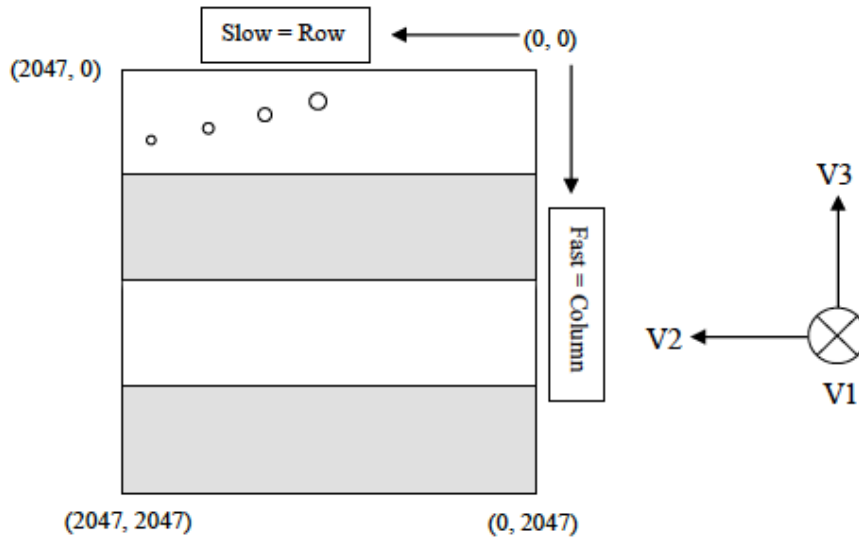 Slow = Row
(0, 0)
(2047, 0)
V3
Fast = Column
V2
V1
(2047, 2047)
(0, 2047)